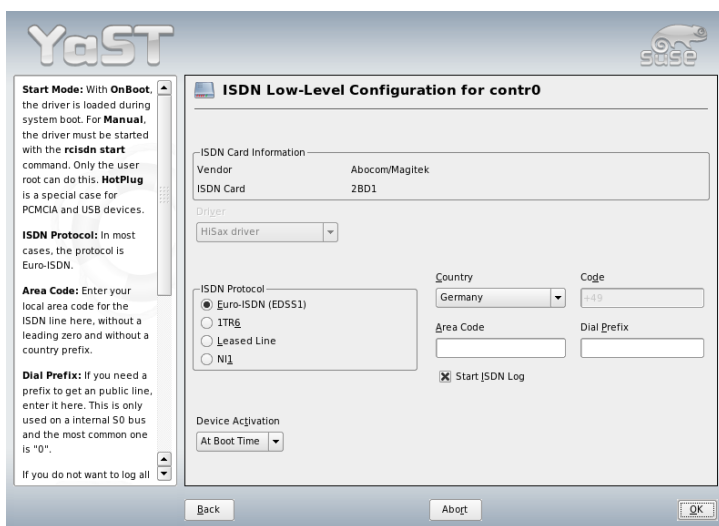 YaST
SUSE
Start Mode: With OnBoot,
the driver is loaded during
system boot. For Manual,
the driver must be started
with the rcisdn start
command. Only the user
root can do this. HotPlug
is a special case for
PCMCIA and USB devices.
ISDN Protocol: In most
cases, the protocol is
Euro-ISDN.
Area Code: Enter your
local area code for the
ISDN line here, without a
leading zero and without a
country prefix.
Dial Prefix: If you need a
prefix to get an public line,
enter it here. This is only
used on a internal S0 bus
and the most common one
is "0".
If you do not want to log all
ISDN Low-Level Configuration for contr0
ISDN Card Information
Vendor Abocom/Magitek
ISDN Card 2BD1
Driver
HiSax driver
ISDN Protocol
Euro-ISDN (EDSS1)
1TR6
Leased Line
NI1
Country Code
Germany +49
Area Code Dial Prefix
Start ISDN Log
Device Activation
At Boot Time
Back Abort OK